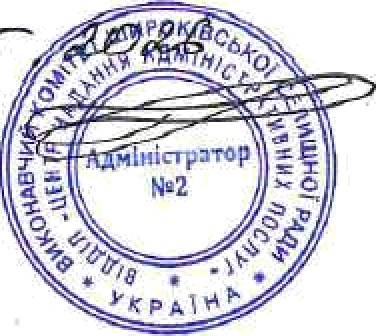 ВИКОНАВЧИЙ КОМІТЕТ ШИРОКІВСЬКОЇ СЕЛИЩНОЇ РАДИ
* УКРАЇНА *
ВІДДІЛ "ЦЕНТР НАДАННЯ АДМІНІСТРАТИВНИХ ПОСЛУГ" *
Адміністратор
№2